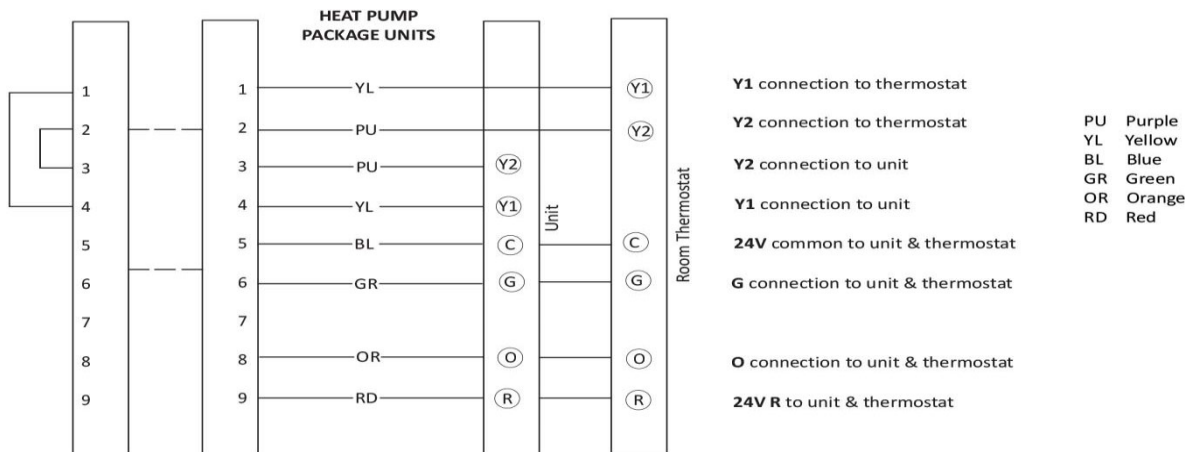 HEAT PUMP
PACKAGE UNITS
1 1 YL Y1 Y1 connection to thermostat
2 2 PU Y2 Y2 connection to thermostat PU Purple
YL Yellow
3 3 PU Y2 Y2 connection to unit BL Blue
GR Green
4 4 YL Y1 Y1 connection to unit OR Orange
RD Red
Unit
Room Thermostat
5 5 BL C C 24V common to unit & thermostat
6 6 GR G G G connection to unit & thermostat
7 7
8 8 OR O O O connection to unit & thermostat
9 9 RD R R 24V R to unit & thermostat